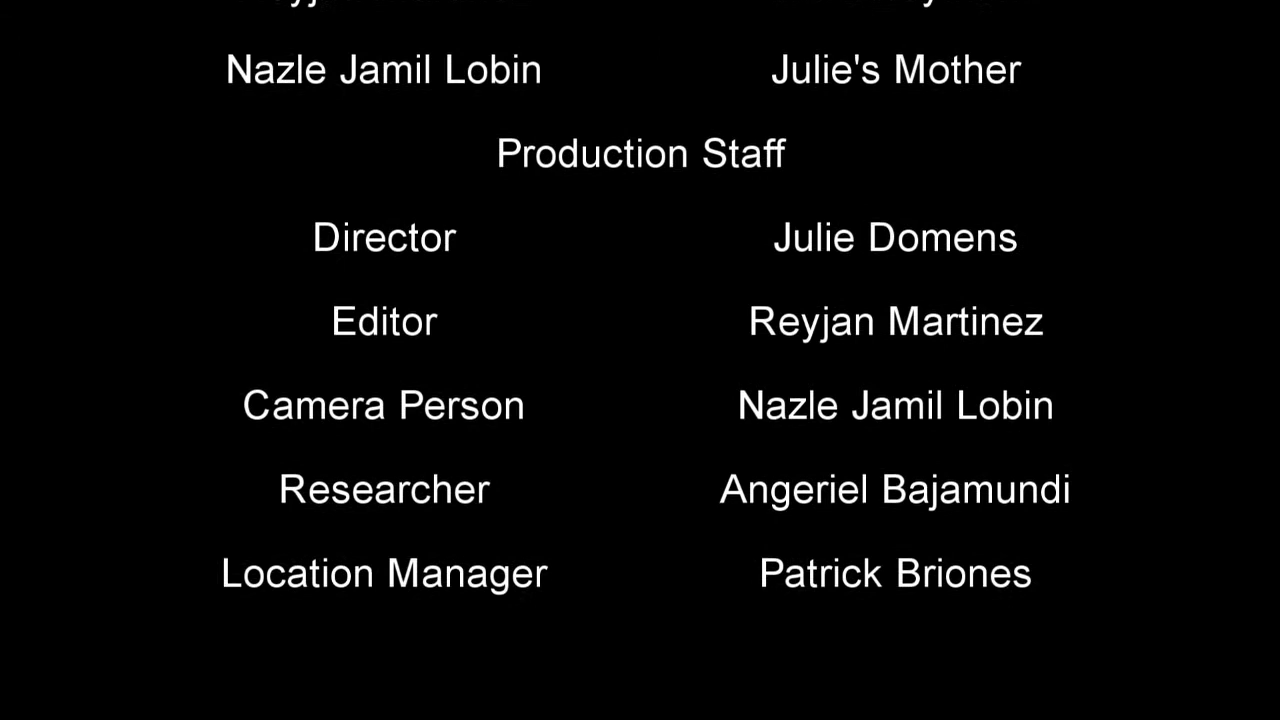 Nazle Jamil Lobin Julie's Mother
Production Staff
Director Julie Domens
Editor Reyjan Martinez
Camera Person Nazle Jamil Lobin
Researcher Angeriel Bajamundi
Location Manager Patrick Briones